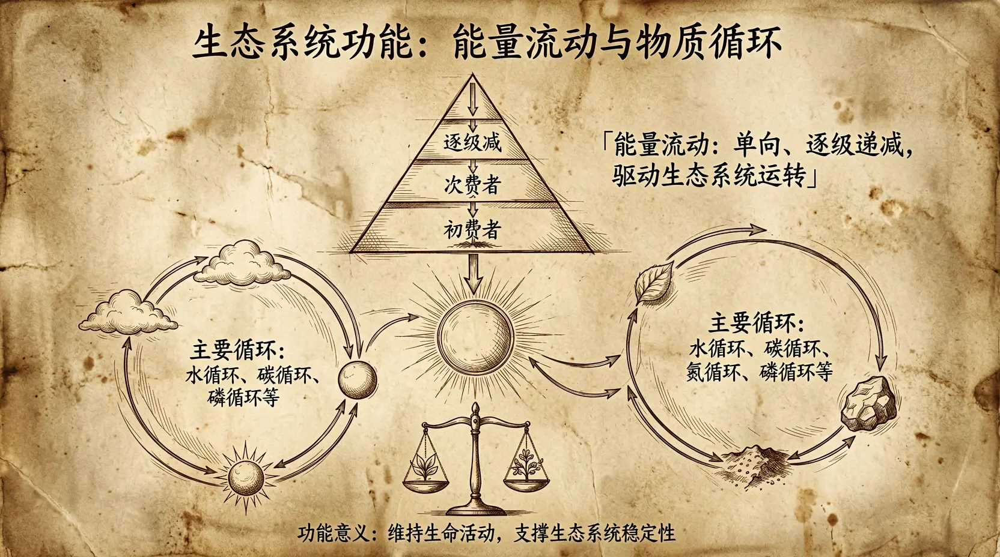 生态系统功能：能量流动与物质循环
逐级减
次费者
初费者
「能量流动：单向、逐级递减，
驱动生态系统运转」
主要循环：
水循环、碳循环、
磷循环等
主要循环：
水循环、碳循环、
氮循环、磷循环等
功能意义：维持生命活动，支撑生态系统稳定性